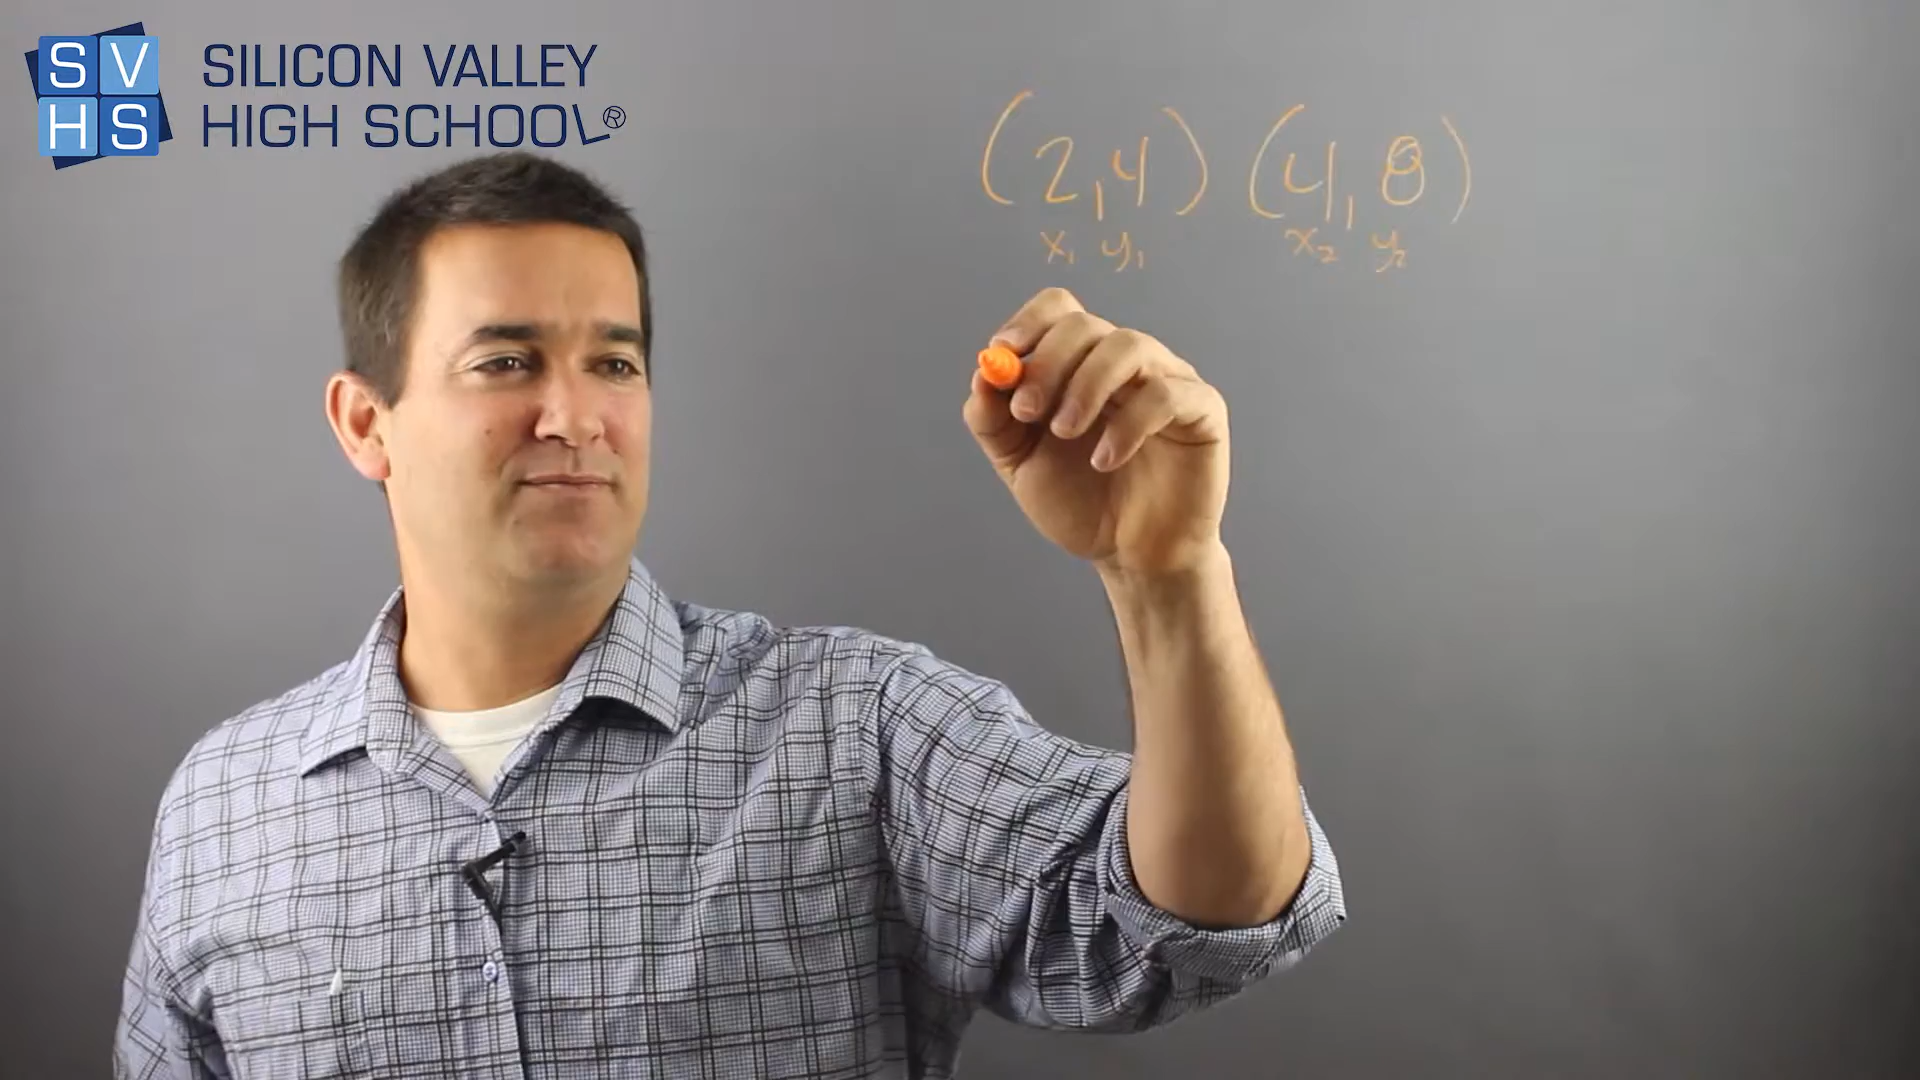 SV
HS
SILICON VALLEY
HIGH SCHOOL®
(2,4) (4,8)
x₁ y₁ x₂ y₂